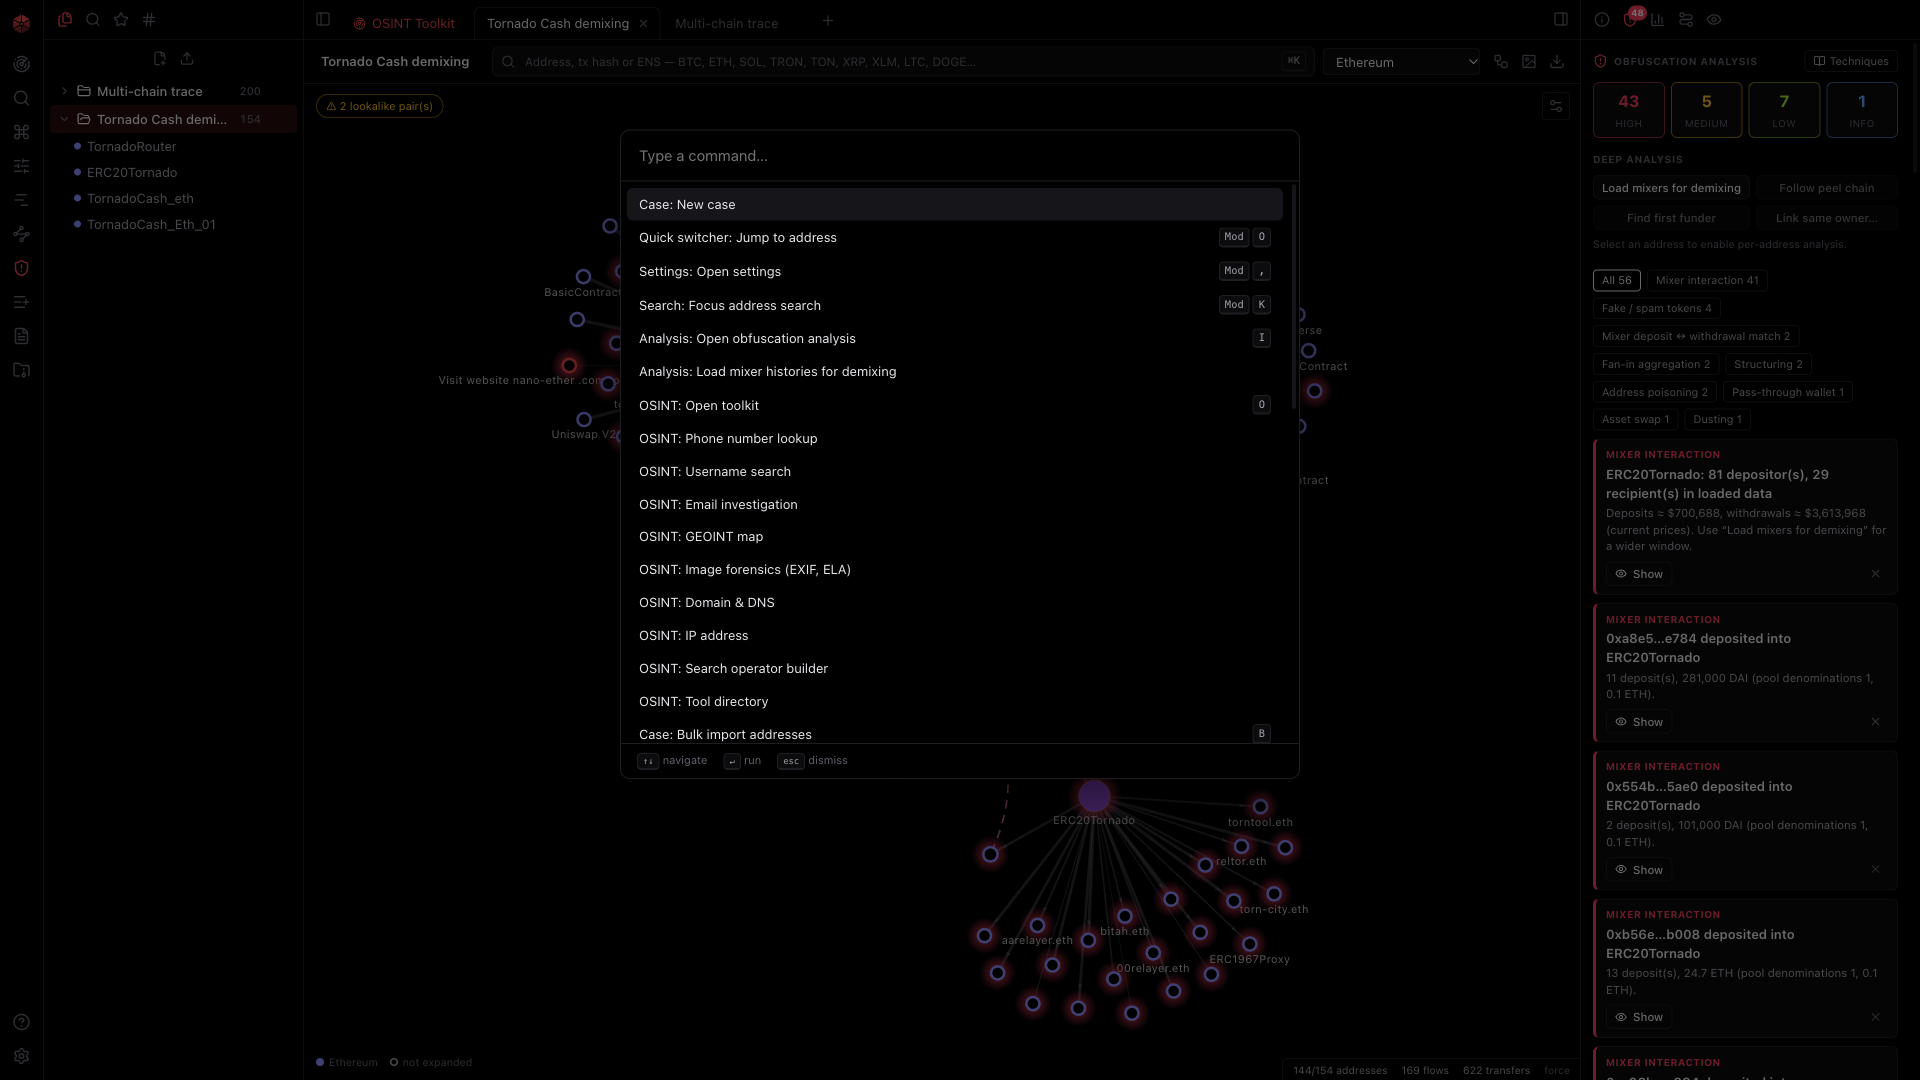 OSINT Toolkit
Tornado Cash demixing
Multi-chain trace
48
Tornado Cash demixing
Address, tx hash or ENS — BTC, ETH, SOL, TRON, TON, XRP, XLM, LTC, DOGE...
⌘K
Ethereum
OBFUSCATION ANALYSIS
Techniques
Multi-chain trace 200
Tornado Cash demi... 154
TornadoRouter
ERC20Tornado
TornadoCash_eth
TornadoCash_Eth_01
2 lookalike pair(s)
43
HIGH
5
MEDIUM
7
LOW
1
INFO
DEEP ANALYSIS
Load mixers for demixing
Follow peel chain
Find first funder
Link same owner...
Select an address to enable per-address analysis.
All 56
Mixer interaction 41
Fake / spam tokens 4
Mixer deposit ↔ withdrawal match 2
Fan-in aggregation 2
Structuring 2
Address poisoning 2
Pass-through wallet 1
Asset swap 1
Dusting 1
Type a command...
Case: New case
Quick switcher: Jump to address Mod O
Settings: Open settings Mod ,
Search: Focus address search Mod K
Analysis: Open obfuscation analysis I
Analysis: Load mixer histories for demixing
OSINT: Open toolkit O
OSINT: Phone number lookup
OSINT: Username search
OSINT: Email investigation
OSINT: GEOINT map
OSINT: Image forensics (EXIF, ELA)
OSINT: Domain & DNS
OSINT: IP address
OSINT: Search operator builder
OSINT: Tool directory
Case: Bulk import addresses B
↑↓ navigate
↵ run
esc dismiss
BasicContrac
Visit website nano-ether .com
Uniswap V2
erse
Contract
tract
ERC20Tornado
torntool.eth
reltor.eth
torn-city.eth
bitah.eth
aarelayer.eth
ERC1967Proxy
00relayer.eth
MIXER INTERACTION
ERC20Tornado: 81 depositor(s), 29
recipient(s) in loaded data
Deposits ≈ $700,688, withdrawals ≈ $3,613,968
(current prices). Use “Load mixers for demixing” for
a wider window.
Show
MIXER INTERACTION
0xa8e5...e784 deposited into
ERC20Tornado
11 deposit(s), 281,000 DAI (pool denominations 1,
0.1 ETH).
Show
MIXER INTERACTION
0x554b...5ae0 deposited into
ERC20Tornado
2 deposit(s), 101,000 DAI (pool denominations 1,
0.1 ETH).
Show
MIXER INTERACTION
0xb56e...b008 deposited into
ERC20Tornado
13 deposit(s), 24.7 ETH (pool denominations 1, 0.1
ETH).
Show
MIXER INTERACTION
Ethereum
not expanded
144/154 addresses
169 flows
622 transfers
force